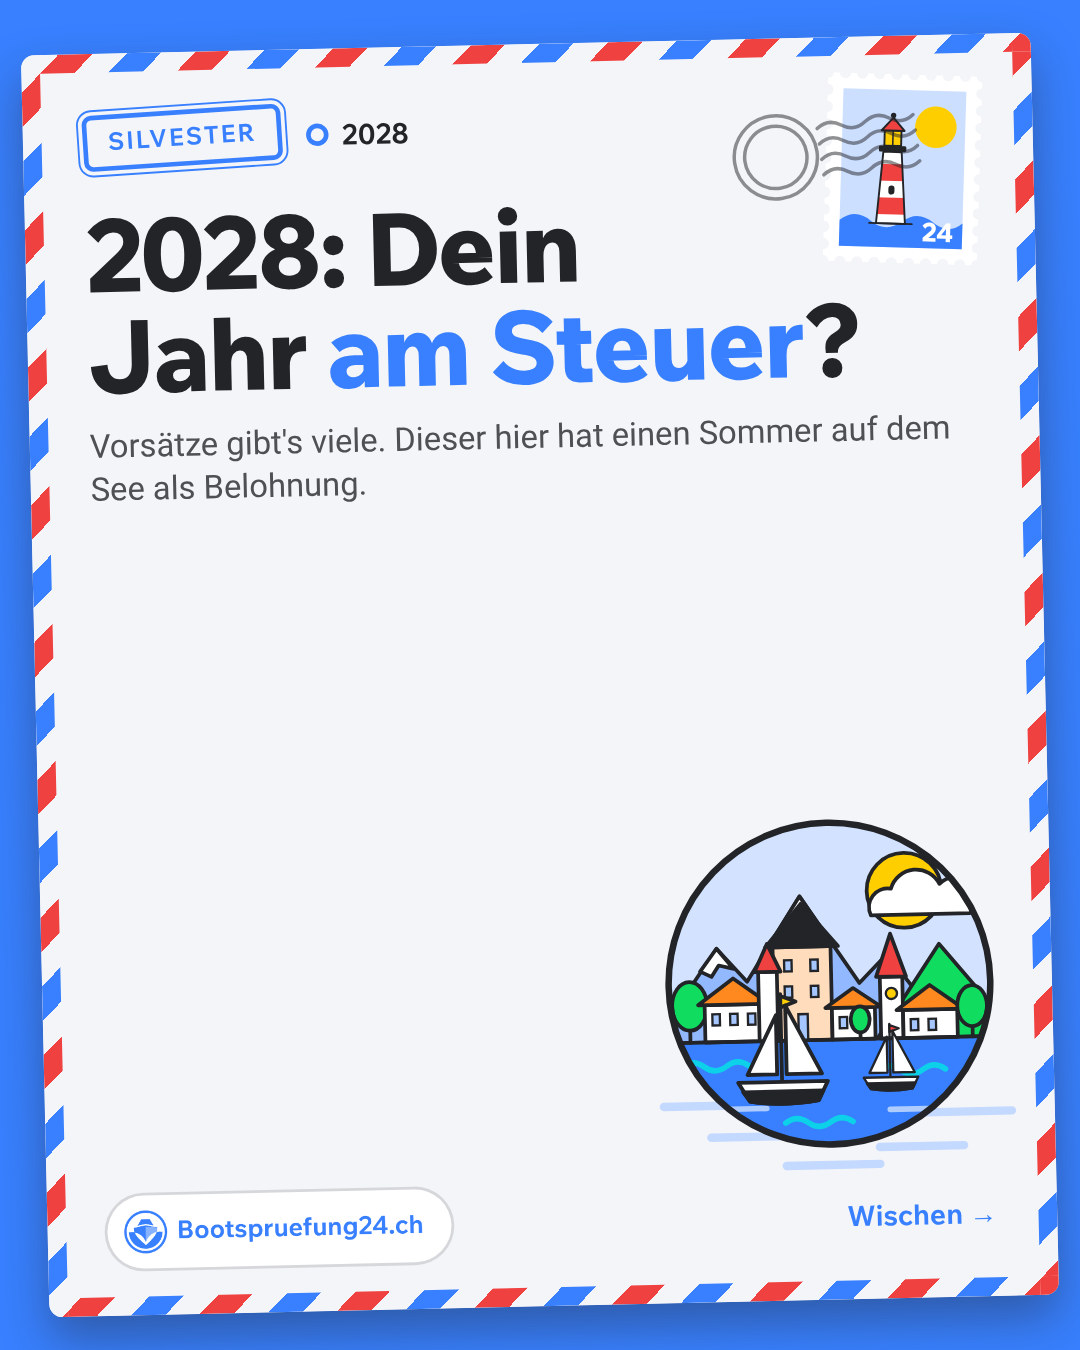 SILVESTER
2028
24
2028: Dein
Jahr am Steuer?
Vorsätze gibt's viele. Dieser hier hat einen Sommer auf dem
See als Belohnung.
Bootspruefung24.ch
Wischen →